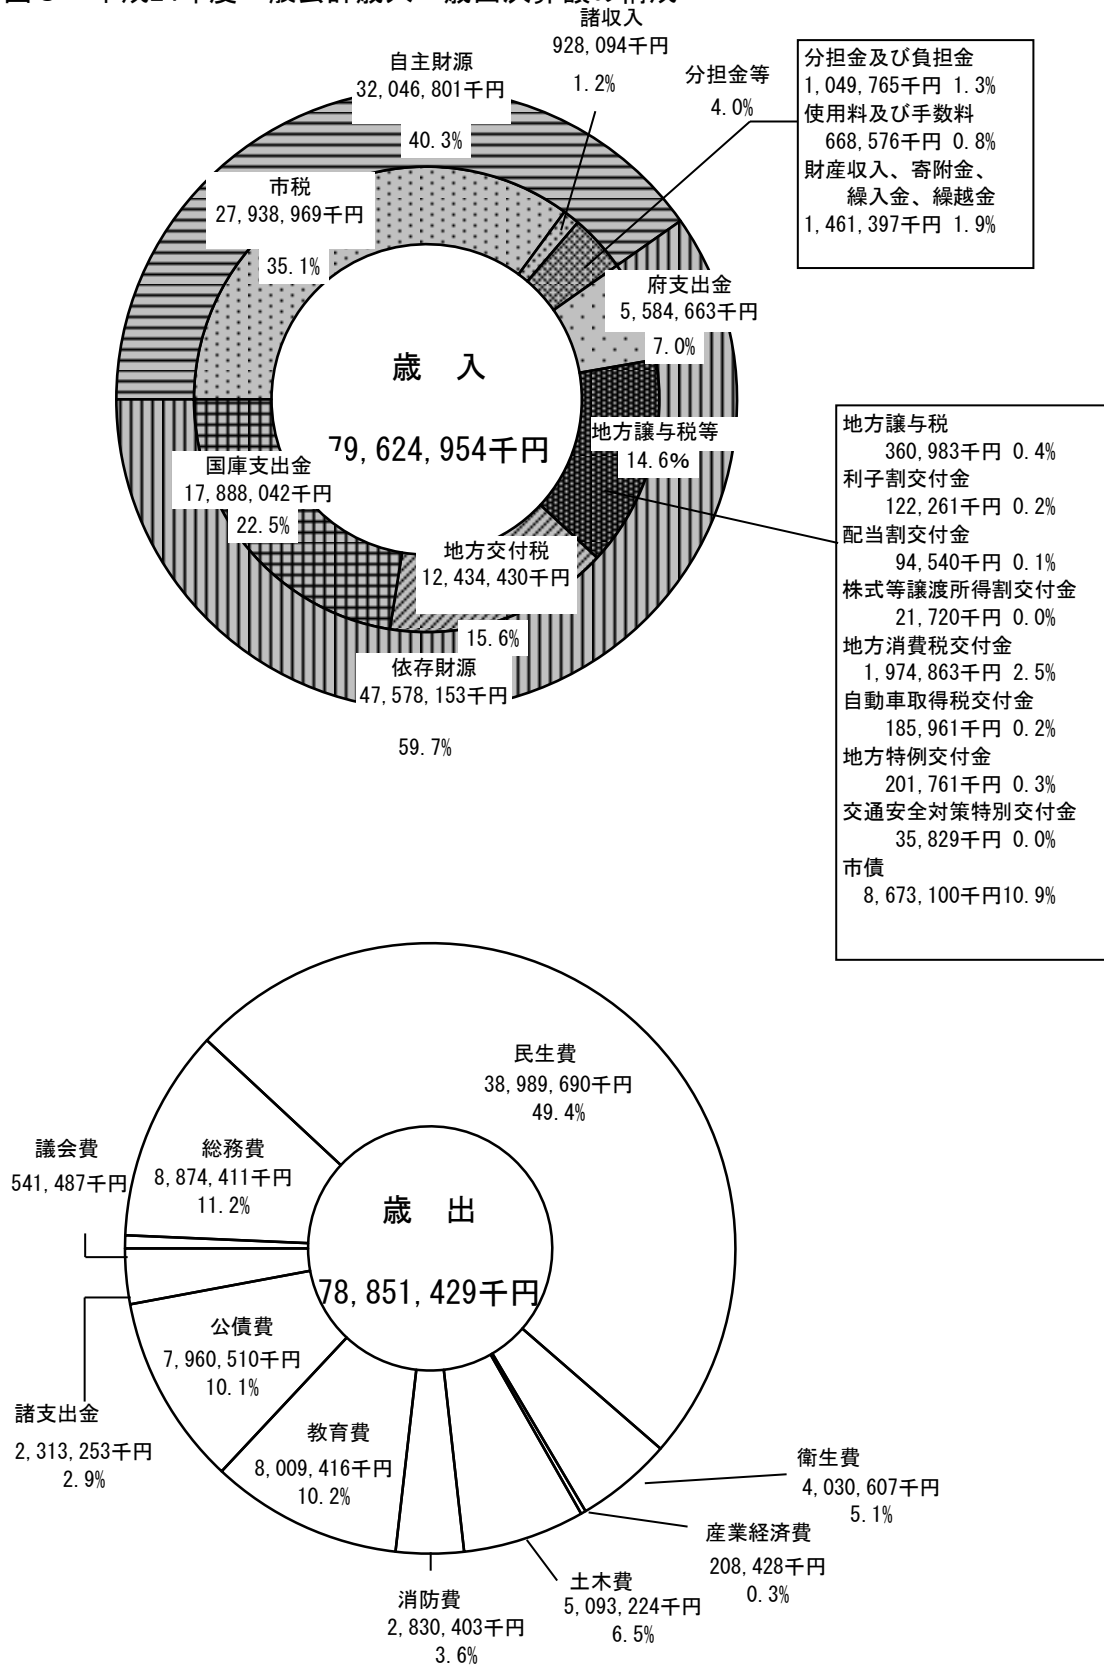 諸収入
928,094千円
1.2%
自主財源
32,046,801千円
40.3%
分担金等
4.0%
分担金及び負担金
1,049,765千円 1.3%
使用料及び手数料
668,576千円 0.8%
財産収入、寄附金、
繰入金、繰越金
1,461,397千円 1.9%
市税
27,938,969千円
35.1%
府支出金
5,584,663千円
7.0%
歳 入
79,624,954千円
地方譲与税等
14.6%
国庫支出金
17,888,042千円
22.5%
地方交付税
12,434,430千円
15.6%
依存財源
47,578,153千円
59.7%
地方譲与税
360,983千円 0.4%
利子割交付金
122,261千円 0.2%
配当割交付金
94,540千円 0.1%
株式等譲渡所得割交付金
21,720千円 0.0%
地方消費税交付金
1,974,863千円 2.5%
自動車取得税交付金
185,961千円 0.2%
地方特例交付金
201,761千円 0.3%
交通安全対策特別交付金
35,829千円 0.0%
市債
8,673,100千円10.9%
民生費
38,989,690千円
49.4%
議会費
541,487千円
総務費
8,874,411千円
11.2%
歳 出
78,851,429千円
公債費
7,960,510千円
10.1%
諸支出金
2,313,253千円
2.9%
教育費
8,009,416千円
10.2%
衛生費
4,030,607千円
5.1%
産業経済費
208,428千円
0.3%
土木費
5,093,224千円
6.5%
消防費
2,830,403千円
3.6%